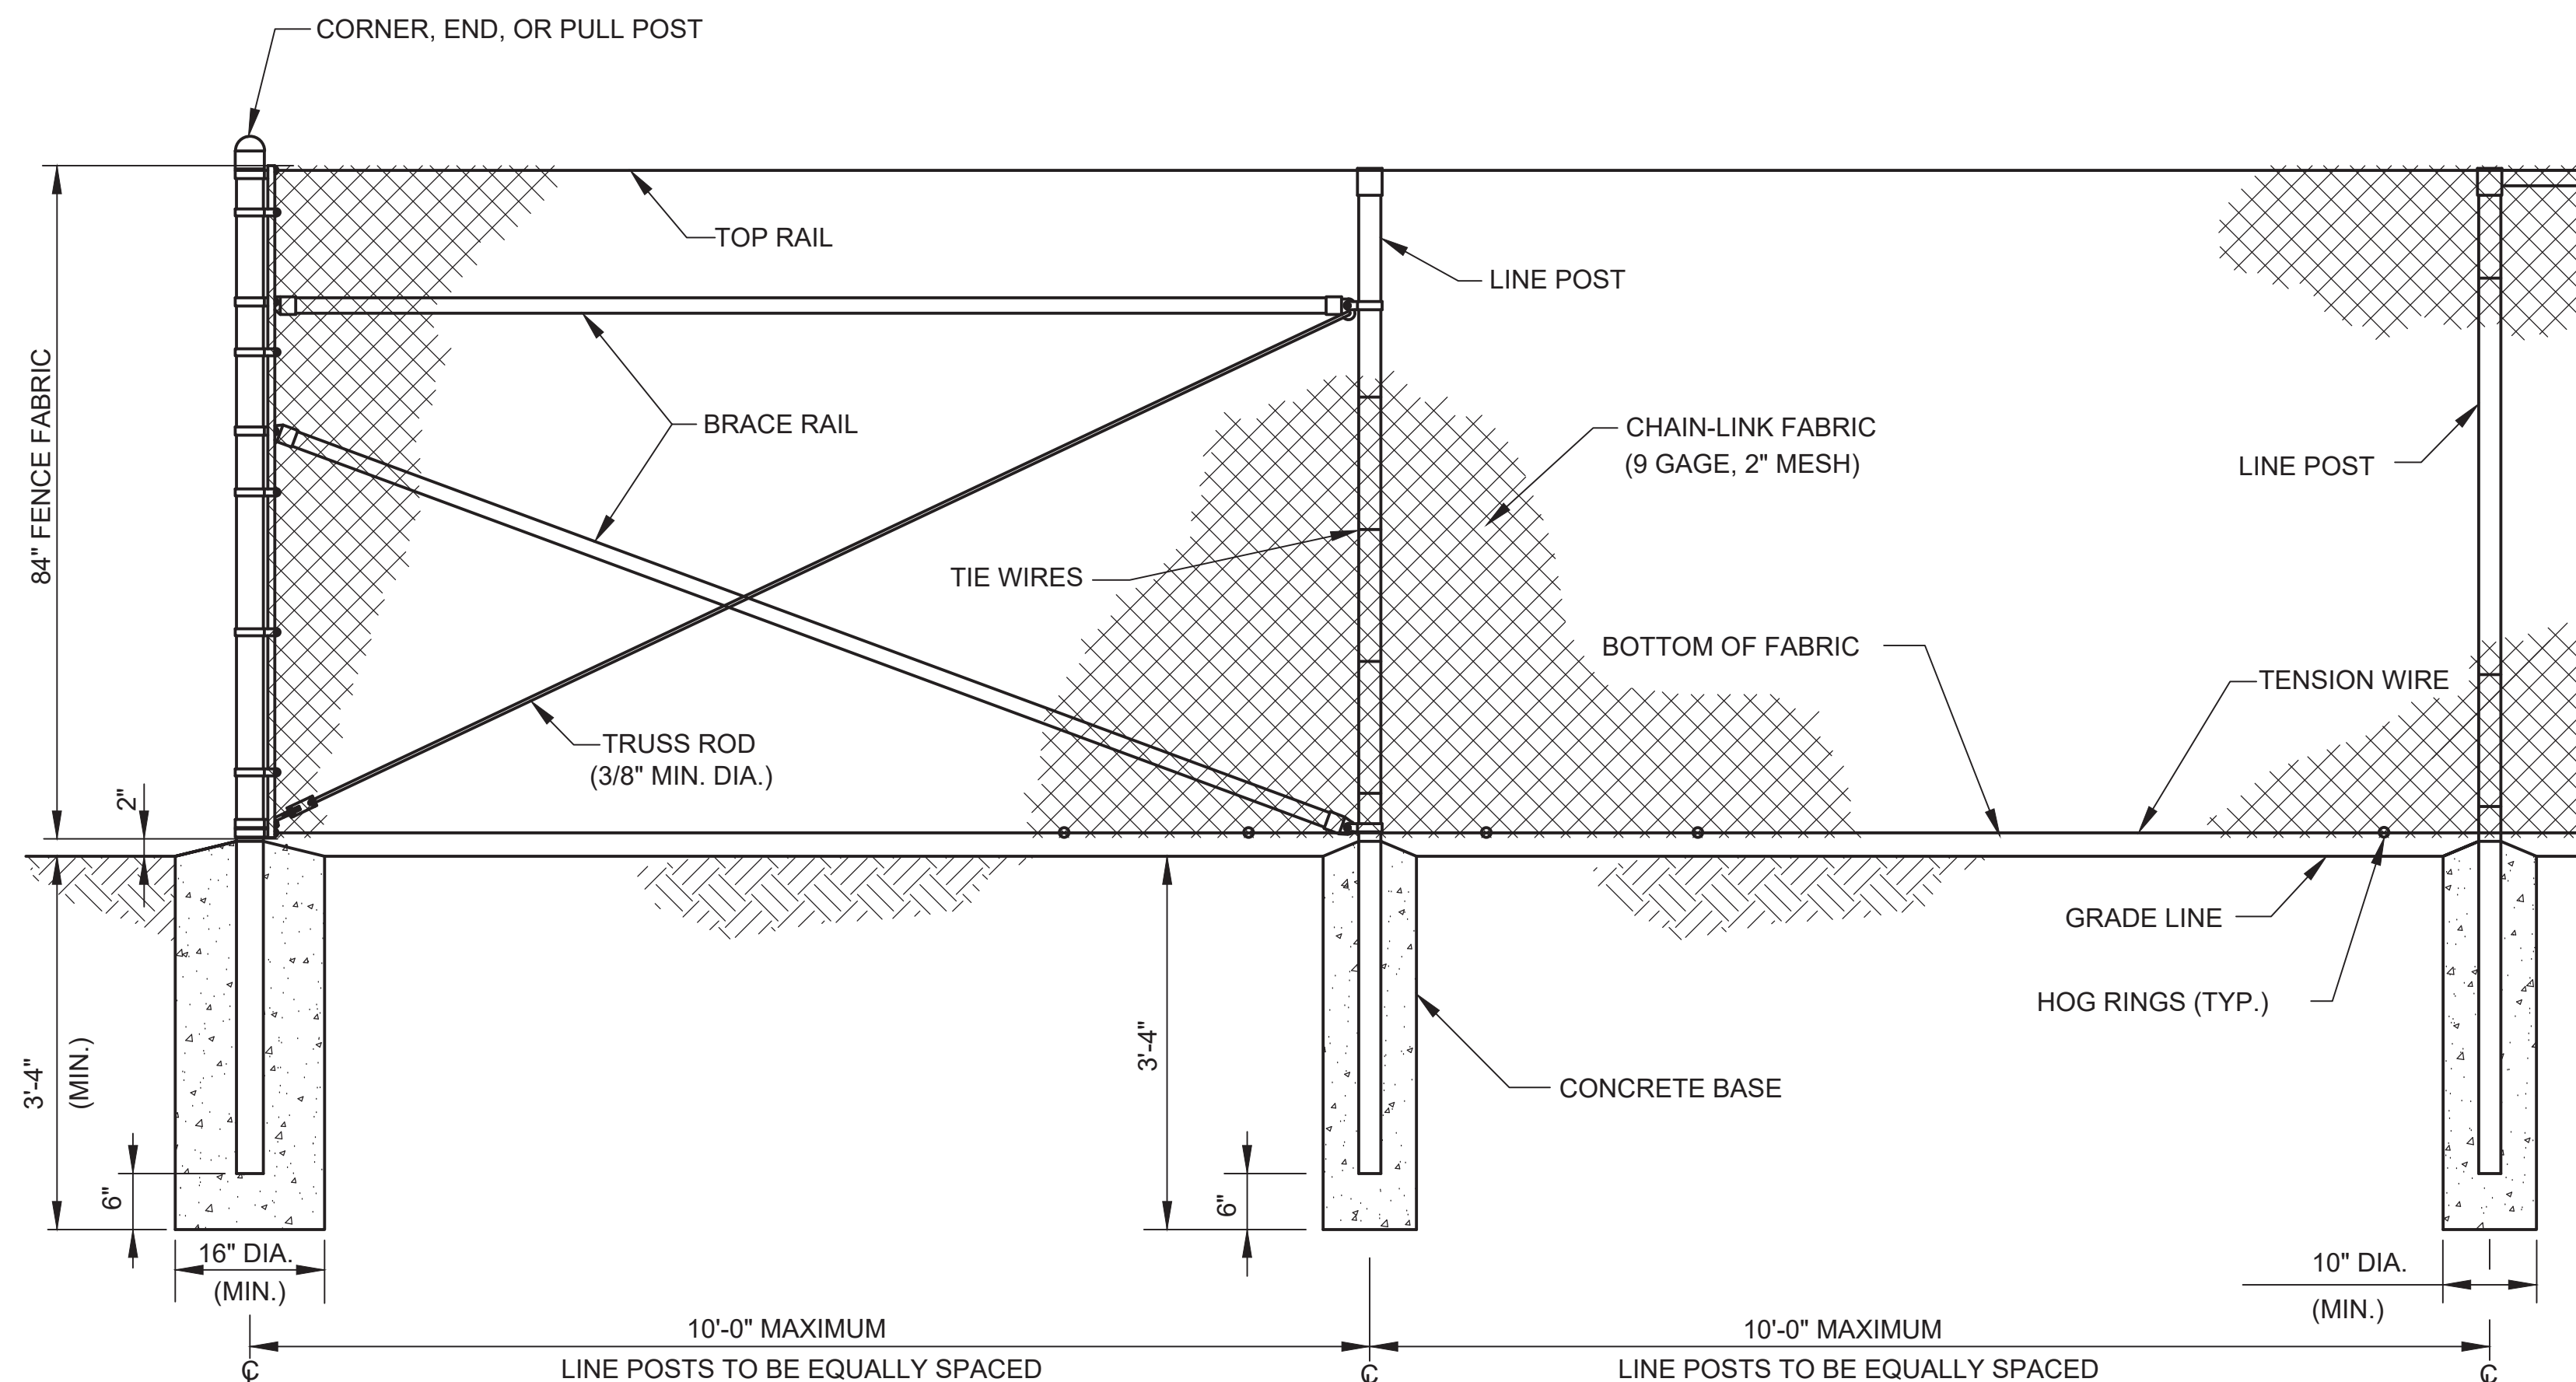 CORNER, END, OR PULL POST
TOP RAIL
LINE POST
84" FENCE FABRIC
BRACE RAIL
CHAIN-LINK FABRIC
(9 GAGE, 2" MESH)
LINE POST
TIE WIRES
BOTTOM OF FABRIC
TENSION WIRE
TRUSS ROD
(3/8" MIN. DIA.)
2"
GRADE LINE
HOG RINGS (TYP.)
3'-4"
(MIN.)
3'-4"
CONCRETE BASE
6"
6"
16" DIA.
(MIN.)
10" DIA.
(MIN.)
10'-0" MAXIMUM
LINE POSTS TO BE EQUALLY SPACED
10'-0" MAXIMUM
LINE POSTS TO BE EQUALLY SPACED
℄
℄
℄